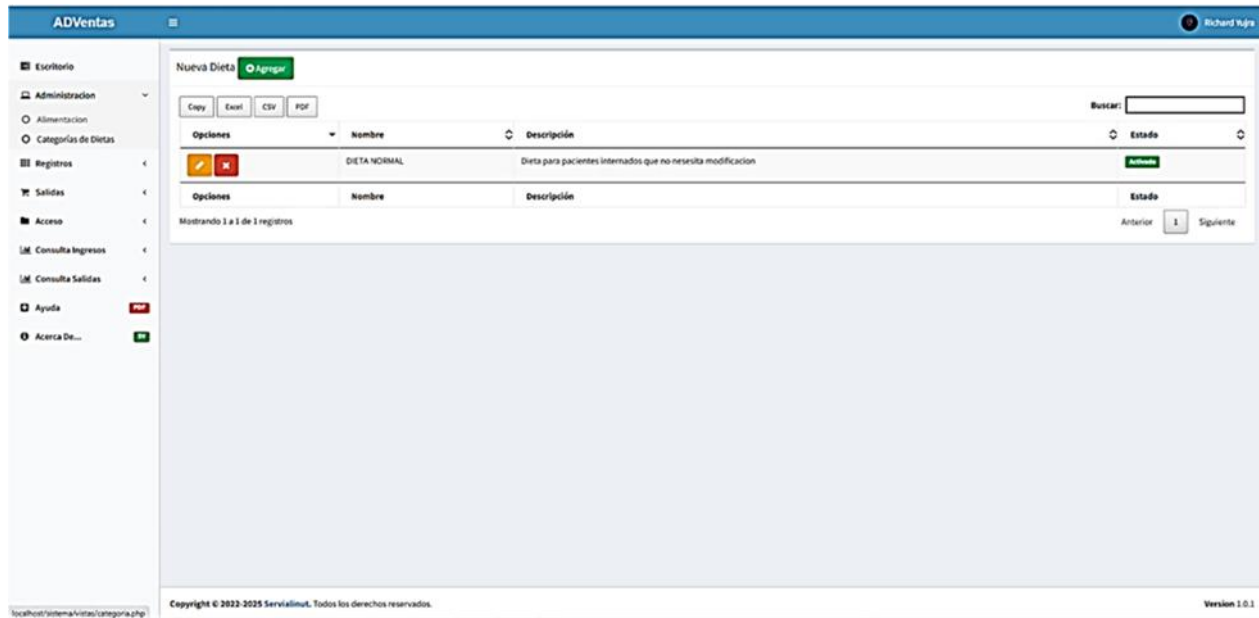 ADVentas
Richard Yujra
Escritorio
Administracion
Alimentacion
Categorías de Dietas
Registros
Salidas
Acceso
Consulta Ingresos
Consulta Salidas
Ayuda PDF
Acerca De...
Nueva Dieta Agregar
Copy Excel CSV PDF
Buscar:
Opciones Nombre Descripción Estado
DIETA NORMAL Dieta para pacientes internados que no nesesita modificacion Activado
Opciones Nombre Descripción Estado
Mostrando 1 a 1 de 1 registros
Anterior 1 Siguiente
Copyright © 2022-2025 Servialinut. Todos los derechos reservados.
Version 1.0.1
localhost/sistema/vistas/categoria.php